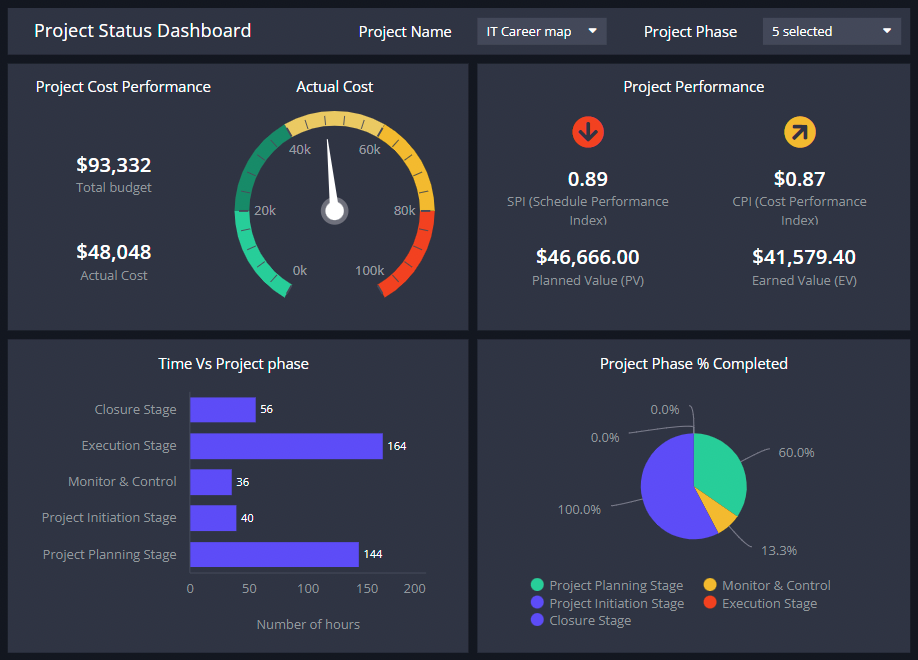 Project Status Dashboard
Project Name
IT Career map
Project Phase
5 selected
Project Cost Performance
Actual Cost
$93,332
Total budget
$48,048
Actual Cost
0k
20k
40k
60k
80k
100k
Project Performance
0.89
SPI (Schedule Performance
Index)
$0.87
CPI (Cost Performance
Index)
$46,666.00
Planned Value (PV)
$41,579.40
Earned Value (EV)
Time Vs Project phase
Closure Stage
56
Execution Stage
164
Monitor & Control
36
Project Initiation Stage
40
Project Planning Stage
144
0
50
100
150
200
Number of hours
Project Phase % Completed
0.0%
0.0%
60.0%
100.0%
13.3%
Project Planning Stage
Monitor & Control
Project Initiation Stage
Execution Stage
Closure Stage